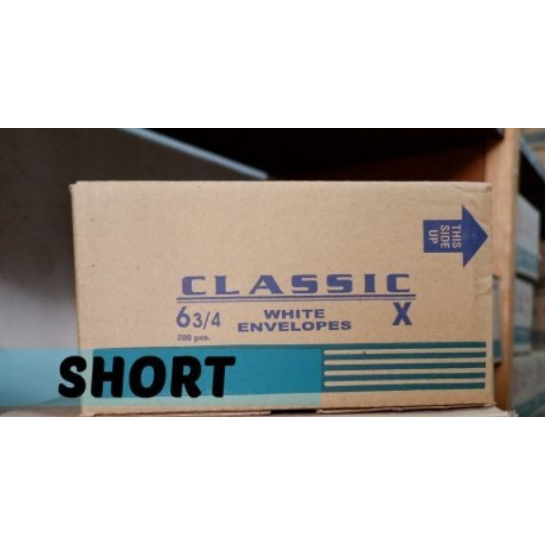 THIS
SIDE
UP
CLASSIC
6 3/4 WHITE ENVELOPES X
500 pcs.
SHORT